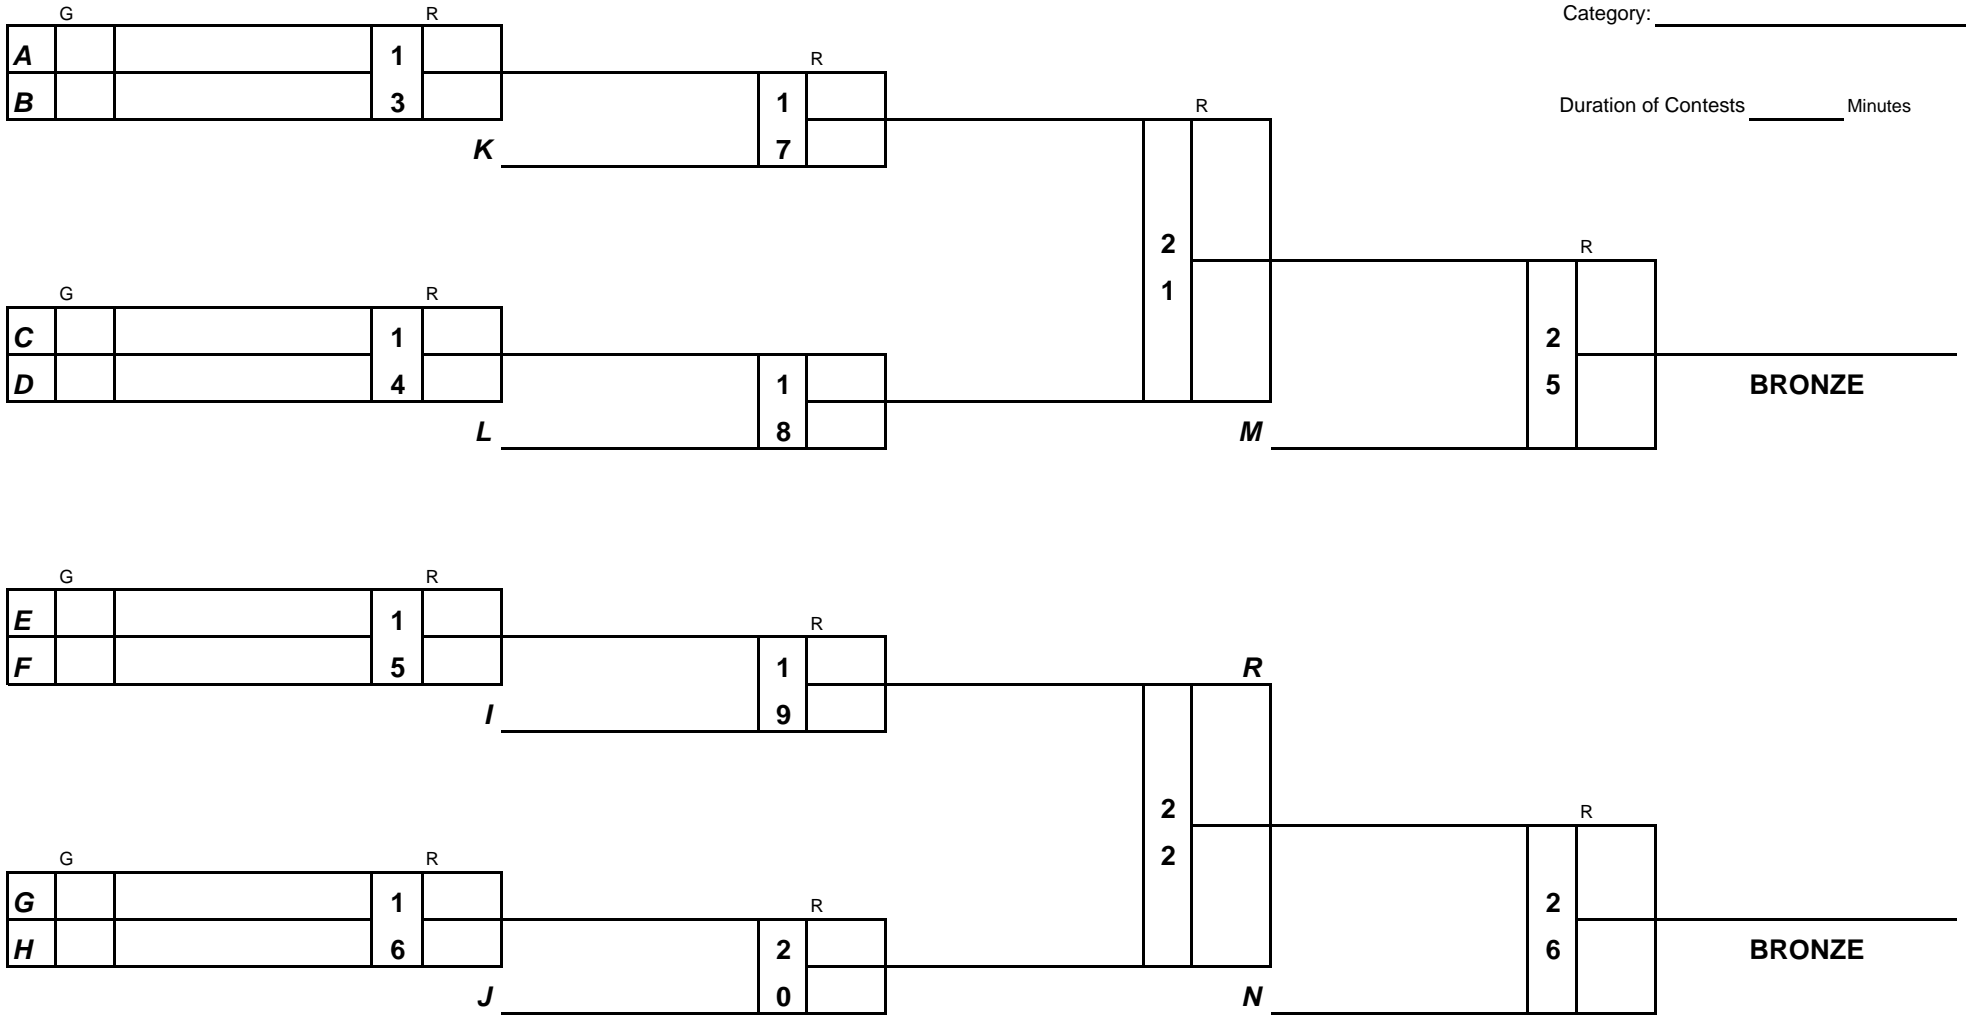 G R Category:
A 1
R
B 3 1
R
Duration of Contests Minutes
K 7
2
R
G R 1
C 1 2
D 4 1 5 BRONZE
L 8 M
G R
E 1
R
F 5 1 R
I 9
2
R
G R 2
G 1 2
R
H 6 2 6 BRONZE
J 0 N